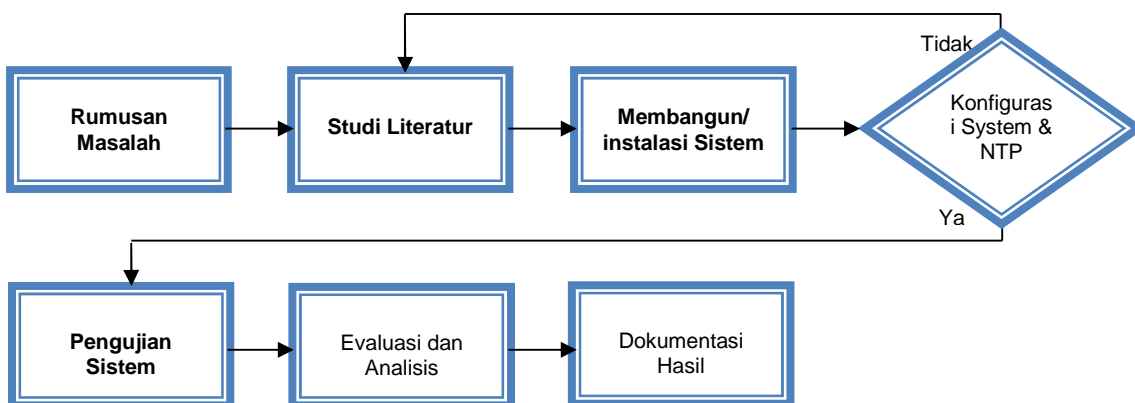 Tidak
Rumusan
Masalah
Studi Literatur
Membangun/
instalasi Sistem
Konfiguras
i System &
NTP
Ya
Pengujian
Sistem
Evaluasi dan
Analisis
Dokumentasi
Hasil